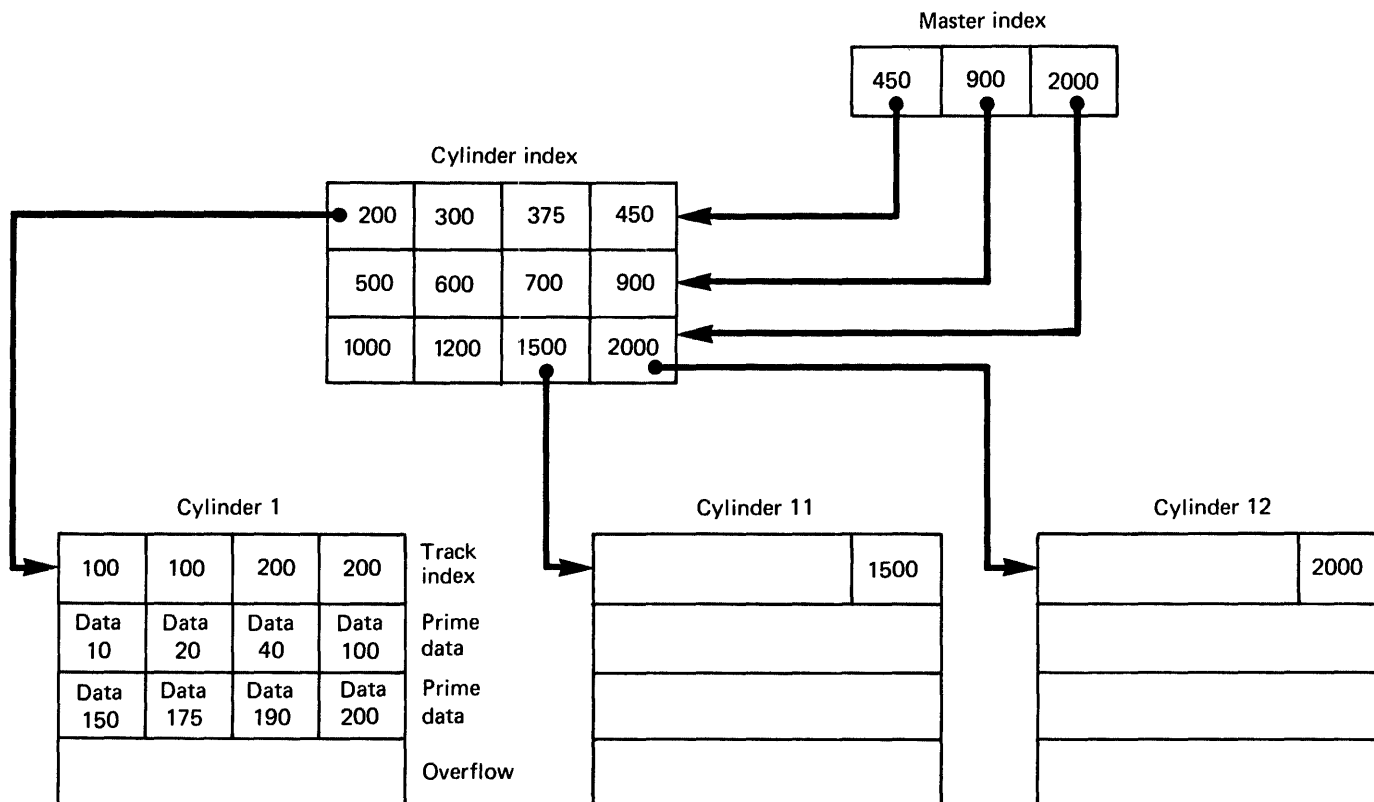 Master index
450 900 2000
Cylinder index
200 300 375 450
500 600 700 900
1000 1200 1500 2000
Cylinder 1
100 100 200 200
Track
index
Data Data Data Data
10 20 40 100
Prime
data
Data Data Data Data
150 175 190 200
Prime
data
Overflow
Cylinder 11
1500
Cylinder 12
2000